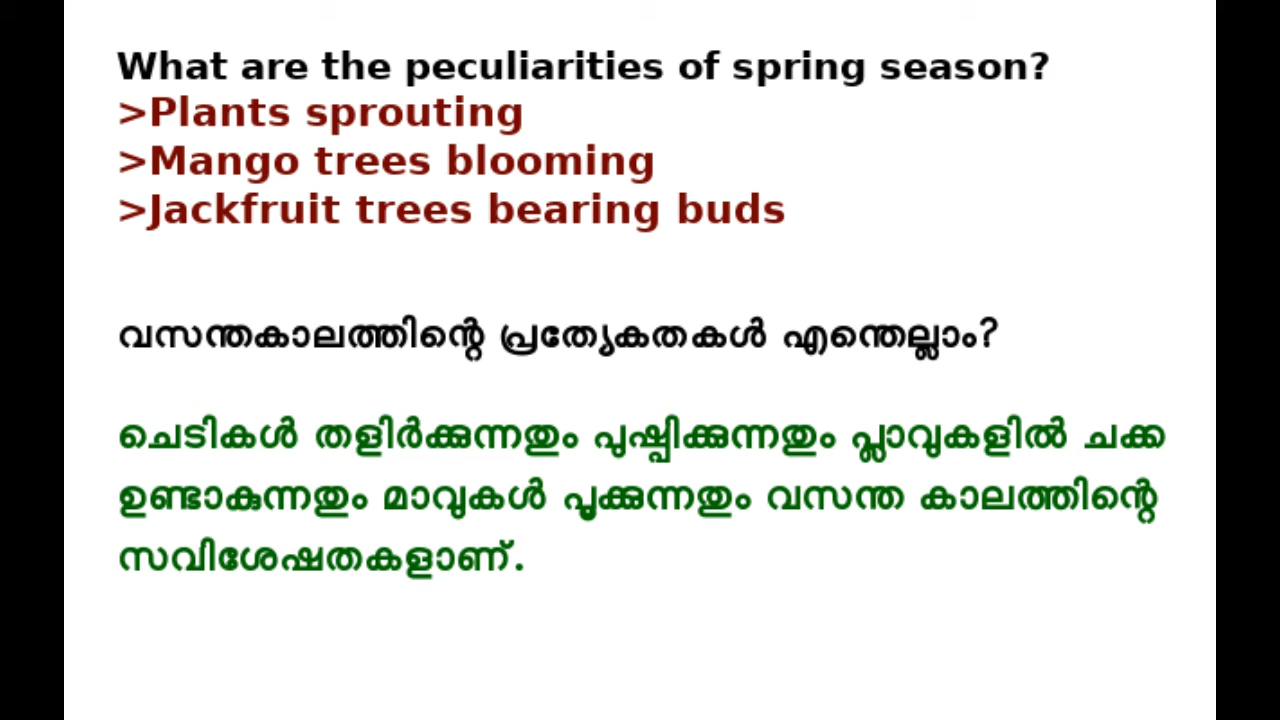 What are the peculiarities of spring season?
>Plants sprouting
>Mango trees blooming
>Jackfruit trees bearing buds
വസന്തകാലത്തിന്റെ പ്രത്യേകതകൾ എന്തെല്ലാം?
ചെടികൾ തളിർക്കുന്നതും പുഷ്പിക്കുന്നതും പ്ലാവുകളിൽ ചക്ക
ഉണ്ടാകുന്നതും മാവുകൾ പൂക്കുന്നതും വസന്ത കാലത്തിന്റെ
സവിശേഷതകളാണ്.